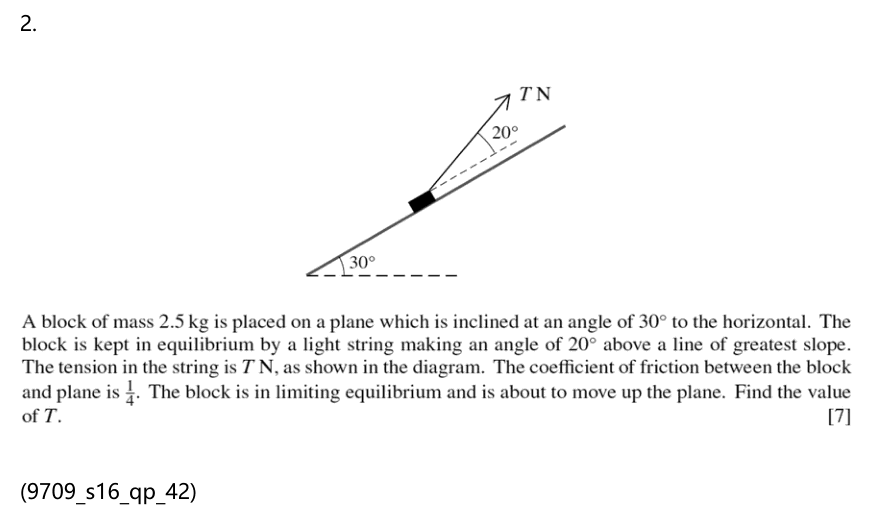 2.
T N
20°
30°
A block of mass 2.5 kg is placed on a plane which is inclined at an angle of 30° to the horizontal. The
block is kept in equilibrium by a light string making an angle of 20° above a line of greatest slope.
The tension in the string is T N, as shown in the diagram. The coefficient of friction between the block
and plane is 1/4. The block is in limiting equilibrium and is about to move up the plane. Find the value
of T. [7]
(9709_s16_qp_42)